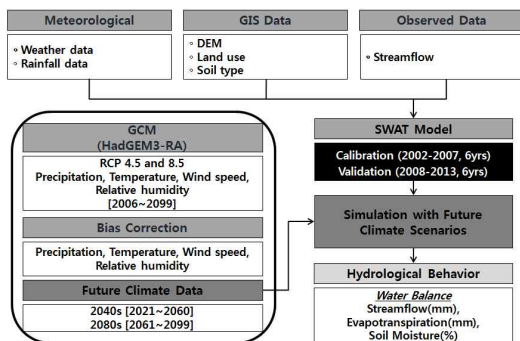 Meteorological
Weather data
Rainfall data
GIS Data
DEM
Land use
Soil type
Observed Data
Streamflow
GCM
(HadGEM3-RA)
RCP 4.5 and 8.5
Precipitation, Temperature, Wind speed,
Relative humidity
[2006~2099]
Bias Correction
Precipitation, Temperature, Wind speed,
Relative humidity
Future Climate Data
2040s [2021~2060]
2080s [2061~2099]
SWAT Model
Calibration (2002-2007, 6yrs)
Validation (2008-2013, 6yrs)
Simulation with Future
Climate Scenarios
Hydrological Behavior
Water Balance
Streamflow(mm),
Evapotranspiration(mm),
Soil Moisture(%)